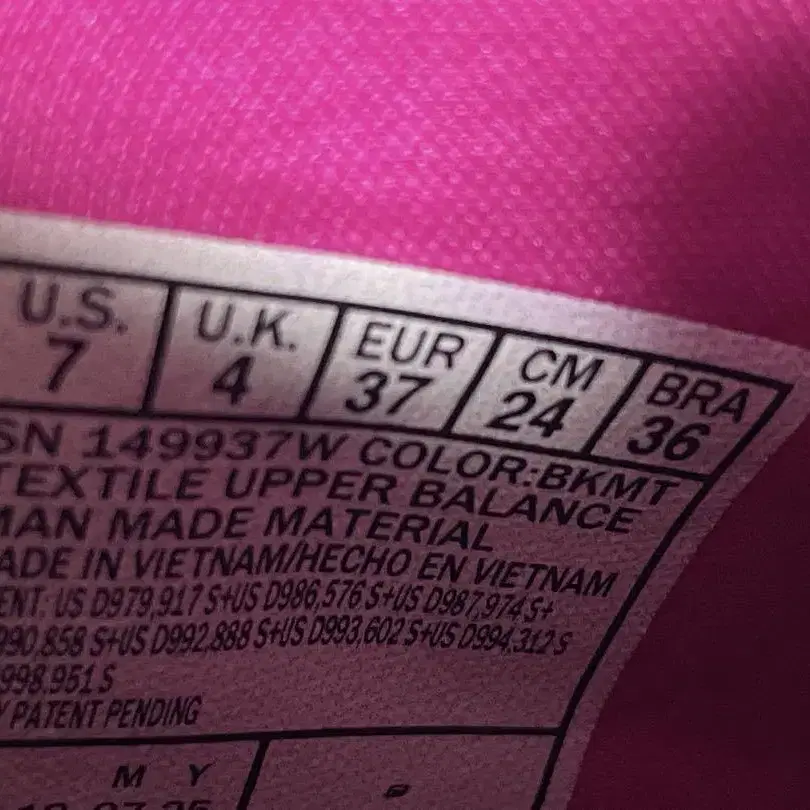 U.S. U.K. EUR CM BRA
7 4 37 24 36
SN 149937W COLOR:BKMT
TEXTILE UPPER BALANCE
MAN MADE MATERIAL
MADE IN VIETNAM/HECHO EN VIETNAM
ENT: US D979,917 S+US D986,576 S+US D987,974 S+
990,858 S+US D992,888 S+US D993,602 S+US D994,312 S
998,951 S
Y PATENT PENDING
M Y